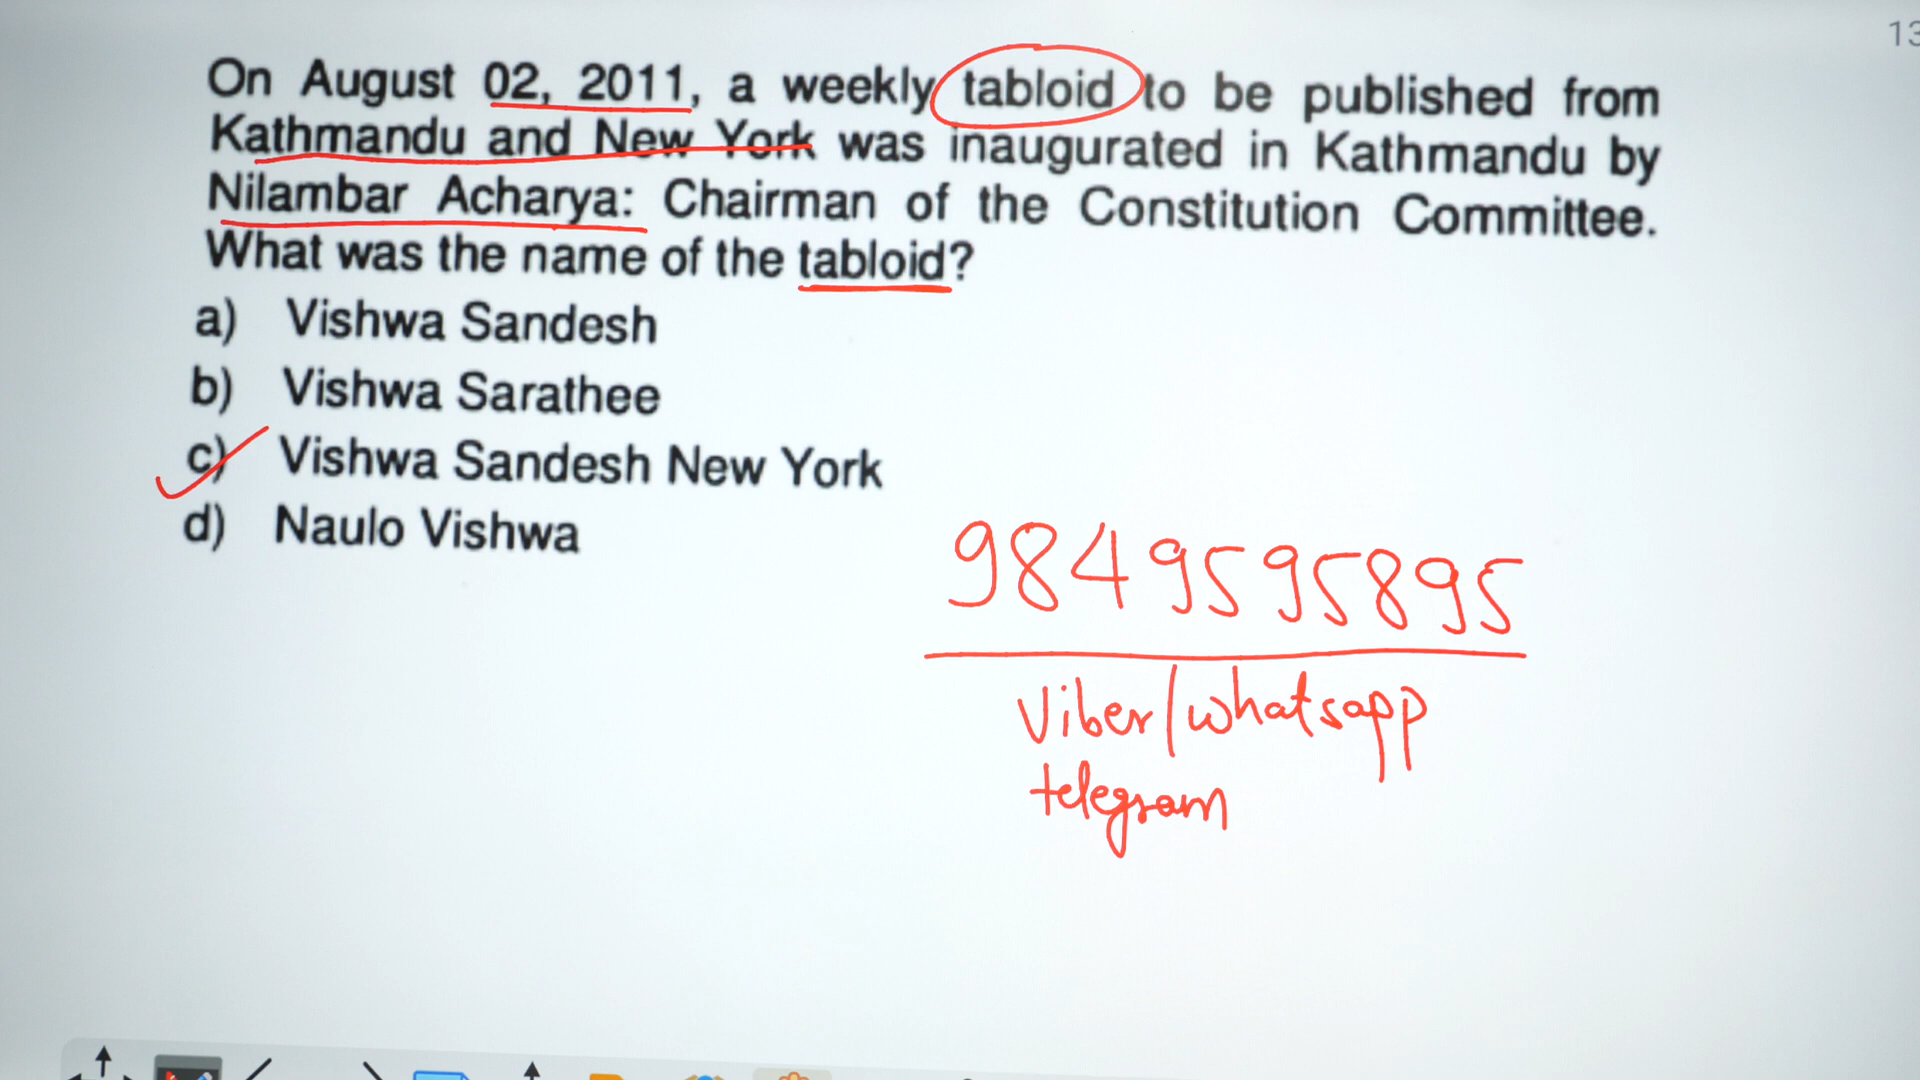 13
On August 02, 2011, a weekly tabloid to be published from
Kathmandu and New York was inaugurated in Kathmandu by
Nilambar Acharya: Chairman of the Constitution Committee.
What was the name of the tabloid?
a) Vishwa Sandesh
b) Vishwa Sarathee
c) Vishwa Sandesh New York
d) Naulo Vishwa
9849595895
Viber/whatsapp
telegram